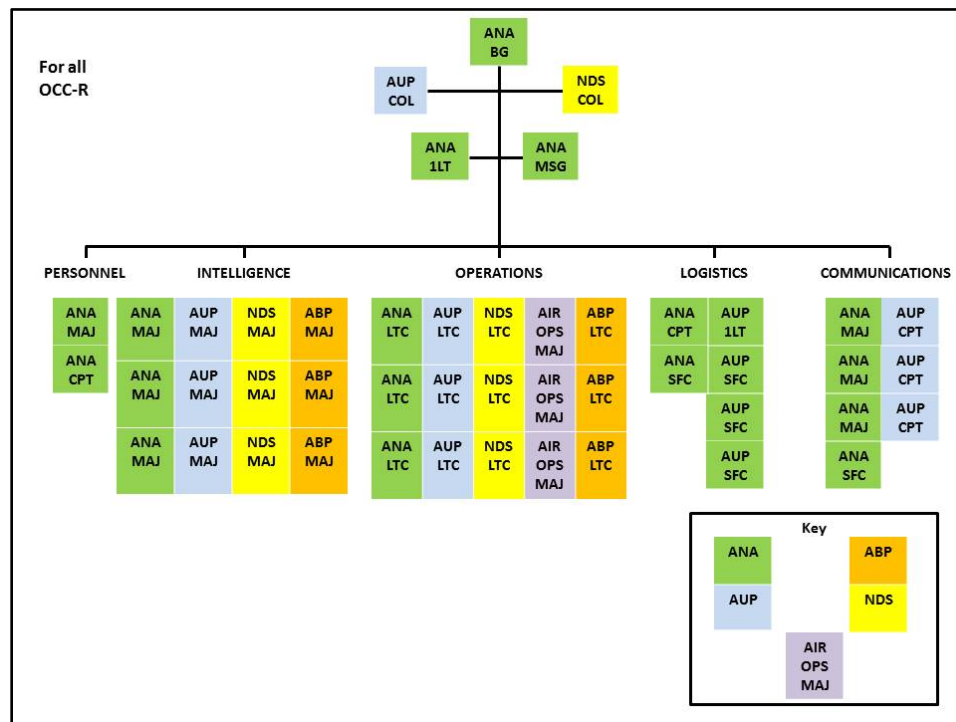 For all
OCC-R
ANA
BG
AUP
COL
NDS
COL
ANA
1LT
ANA
MSG
PERSONNEL
INTELLIGENCE
OPERATIONS
LOGISTICS
COMMUNICATIONS
ANA
MAJ
ANA
CPT
ANA
MAJ
AUP
MAJ
NDS
MAJ
ABP
MAJ
ANA
MAJ
AUP
MAJ
NDS
MAJ
ABP
MAJ
ANA
MAJ
AUP
MAJ
NDS
MAJ
ABP
MAJ
ANA
LTC
AUP
LTC
NDS
LTC
AIR
OPS
MAJ
ABP
LTC
ANA
LTC
AUP
LTC
NDS
LTC
AIR
OPS
MAJ
ABP
LTC
ANA
LTC
AUP
LTC
NDS
LTC
AIR
OPS
MAJ
ABP
LTC
ANA
CPT
AUP
1LT
ANA
SFC
AUP
SFC
AUP
SFC
AUP
SFC
ANA
MAJ
AUP
CPT
ANA
MAJ
AUP
CPT
ANA
MAJ
AUP
CPT
ANA
SFC
Key
ANA
ABP
AUP
NDS
AIR
OPS
MAJ